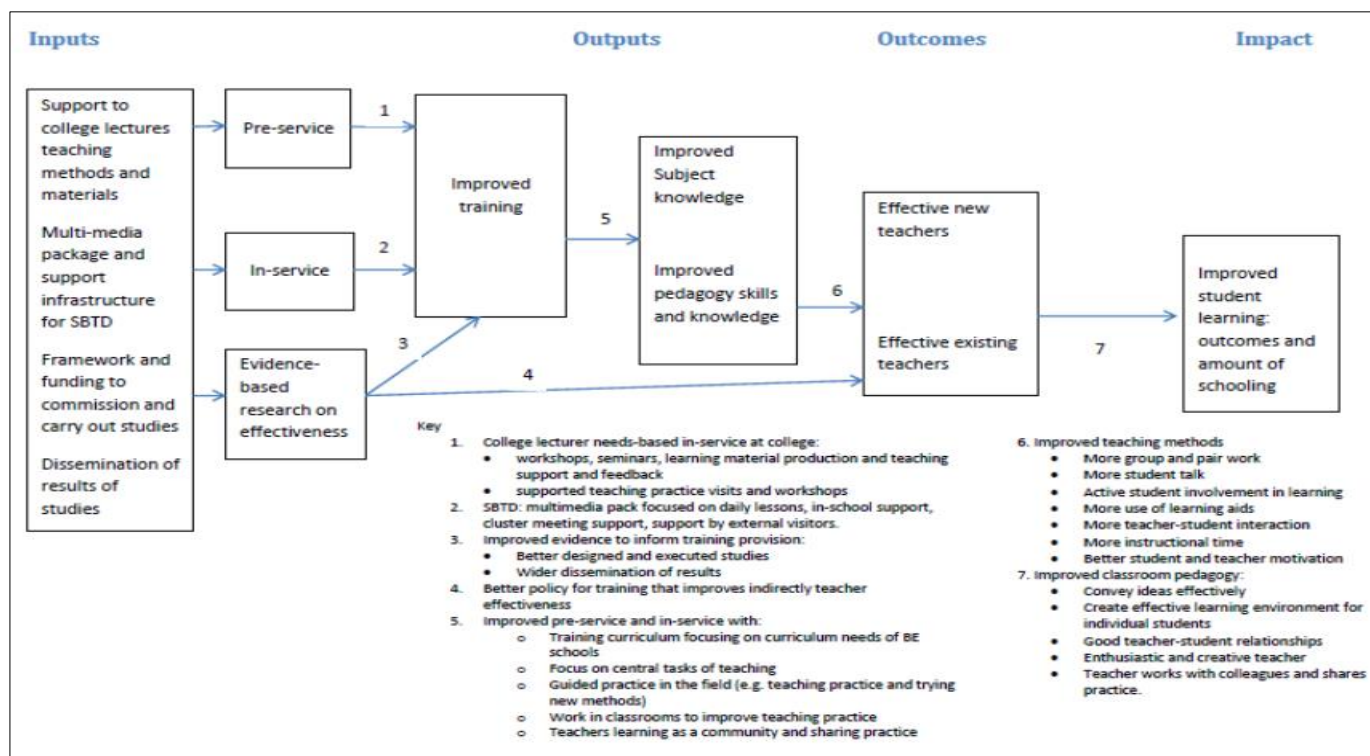 Inputs
Outputs
Outcomes
Impact
Support to
college lectures
teaching
methods and
materials
Multi-media
package and
support
infrastructure
for SBTD
Framework and
funding to
commission and
carry out studies
Dissemination of
results of
studies
Pre-service
In-service
Evidence-
based
research on
effectiveness
1
2
3
4
Improved
training
5
Improved
Subject
knowledge
Improved
pedagogy skills
and knowledge
6
Effective new
teachers
Effective existing
teachers
7
Improved
student
learning:
outcomes and
amount of
schooling
Key
1. College lecturer needs-based in-service at college:
• workshops, seminars, learning material production and teaching
support and feedback
• supported teaching practice visits and workshops
2. SBTD: multimedia pack focused on daily lessons, in-school support,
cluster meeting support, support by external visitors.
3. Improved evidence to inform training provision:
• Better designed and executed studies
• Wider dissemination of results
4. Better policy for training that improves indirectly teacher
effectiveness
5. Improved pre-service and in-service with:
o Training curriculum focusing on curriculum needs of BE
schools
o Focus on central tasks of teaching
o Guided practice in the field (e.g. teaching practice and trying
new methods)
o Work in classrooms to improve teaching practice
o Teachers learning as a community and sharing practice
6. Improved teaching methods
• More group and pair work
• More student talk
• Active student involvement in learning
• More use of learning aids
• More teacher-student interaction
• More instructional time
• Better student and teacher motivation
7. Improved classroom pedagogy:
• Convey ideas effectively
• Create effective learning environment for
individual students
• Good teacher-student relationships
• Enthusiastic and creative teacher
• Teacher works with colleagues and shares
practice.